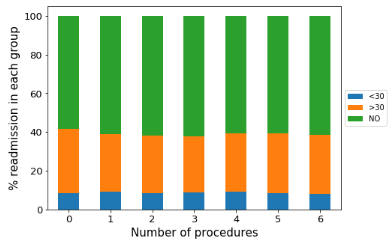 100
80
60
40
20
0
% readmission in each group
0 1 2 3 4 5 6
Number of procedures
<30
>30
NO